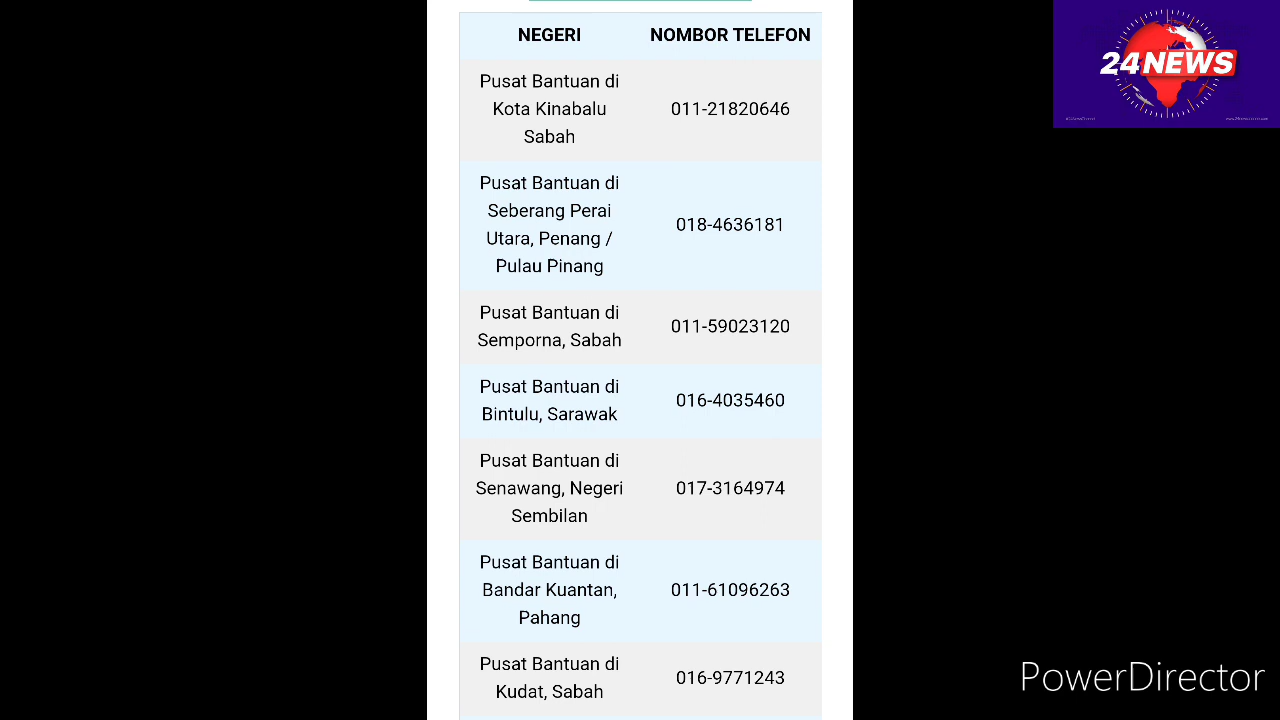 NEGERI
NOMBOR TELEFON
Pusat Bantuan di
Kota Kinabalu
Sabah
011-21820646
Pusat Bantuan di
Seberang Perai
Utara, Penang /
Pulau Pinang
018-4636181
Pusat Bantuan di
Semporna, Sabah
011-59023120
Pusat Bantuan di
Bintulu, Sarawak
016-4035460
Pusat Bantuan di
Senawang, Negeri
Sembilan
017-3164974
Pusat Bantuan di
Bandar Kuantan,
Pahang
011-61096263
Pusat Bantuan di
Kudat, Sabah
016-9771243
24NEWS
PowerDirector